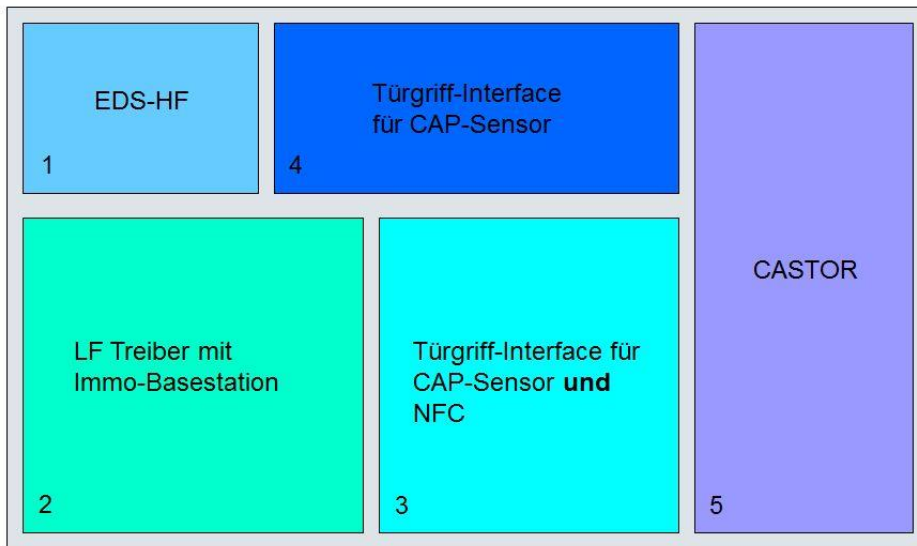 EDS-HF
1
Türgriff-Interface
für CAP-Sensor
4
CASTOR
5
LF Treiber mit
Immo-Basestation
2
Türgriff-Interface für
CAP-Sensor und
NFC
3